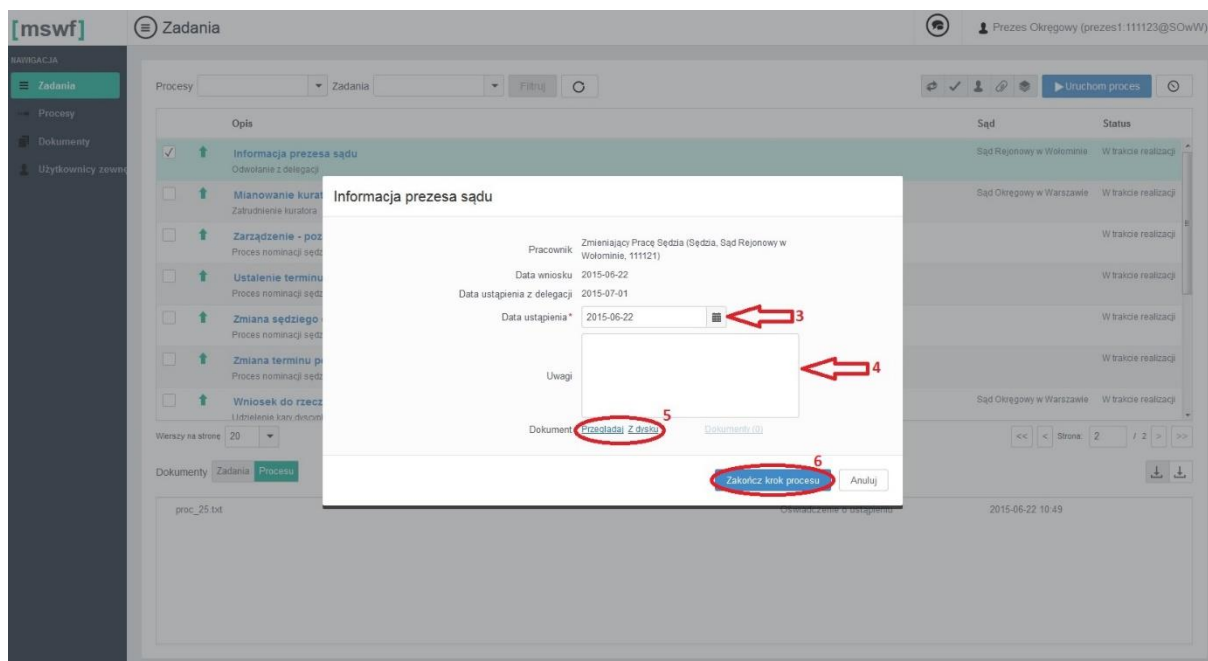 [mswf]
Zadania
Prezes Okręgowy (prezes1:111123@SOwW)
NAWIGACJA
Zadania
Procesy
Dokumenty
Użytkownicy zewnę
Procesy
Zadania
Filtruj
Uruchom proces
Opis
Sąd
Status
Informacja prezesa sądu
Odwołanie z delegacji
Sąd Rejonowy w Wołominie
W trakcie realizacji
Mianowanie kurat
Zatrudnienie kuratora
Sąd Okręgowy w Warszawie
W trakcie realizacji
Zarządzenie - poz
Proces nominacji sędz
W trakcie realizacji
Ustalenie terminu
Proces nominacji sędz
W trakcie realizacji
Zmiana sędziego
Proces nominacji sędz
W trakcie realizacji
Zmiana terminu p
Proces nominacji sędz
W trakcie realizacji
Wniosek do rzecz
Udzielenie kary dyscypl
Sąd Okręgowy w Warszawie
W trakcie realizacji
Wierszy na stronę 20
<< < Strona: 2 / 2 > >>
Dokumenty Zadania Procesu
proc_25.txt
Oświadczenie o ustąpieniu
2015-06-22 10:49
Informacja prezesa sądu
Pracownik Zmieniający Pracę Sędzia (Sędzia, Sąd Rejonowy w
Wołominie, 111121)
Data wniosku 2015-06-22
Data ustąpienia z delegacji 2015-07-01
Data ustąpienia* 2015-06-22
3
Uwagi
4
5
Dokument Przeglądaj Z dysku Dokumenty (0)
6
Zakończ krok procesu
Anuluj